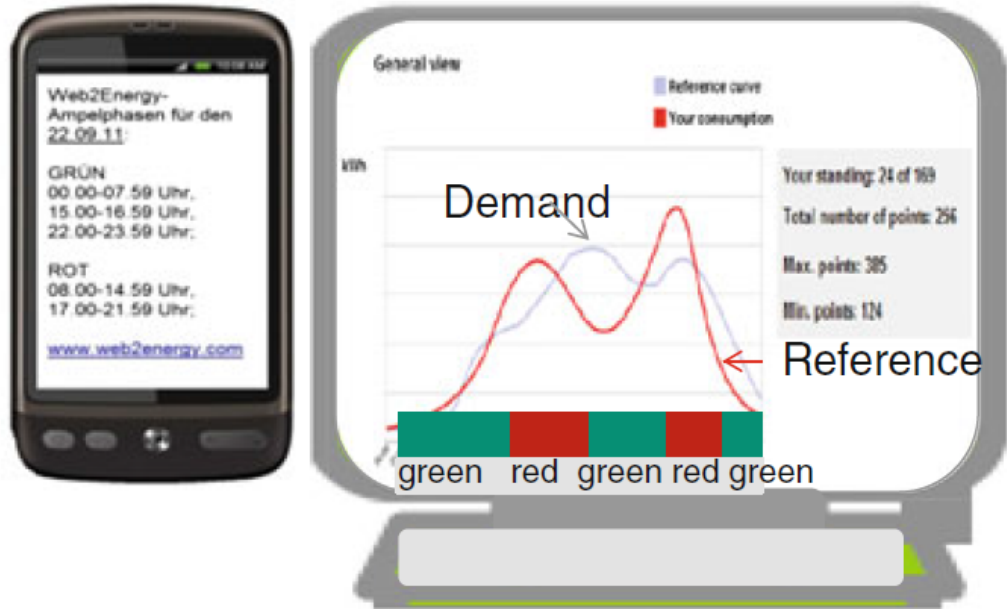 10:08 AM
Web2Energy-
Ampelphasen für den
22.09.11:
GRÜN
00.00-07.59 Uhr,
15.00-16.59 Uhr;
22.00-23.59 Uhr;
ROT
08.00-14.59 Uhr,
17.00-21.59 Uhr;
www.web2energy.com
General view
Reference curve
Your consumption
kWh
Demand
Your standing: 24 of 169
Total number of points: 256
Max. points: 385
Min. points: 124
Reference
green red green red green